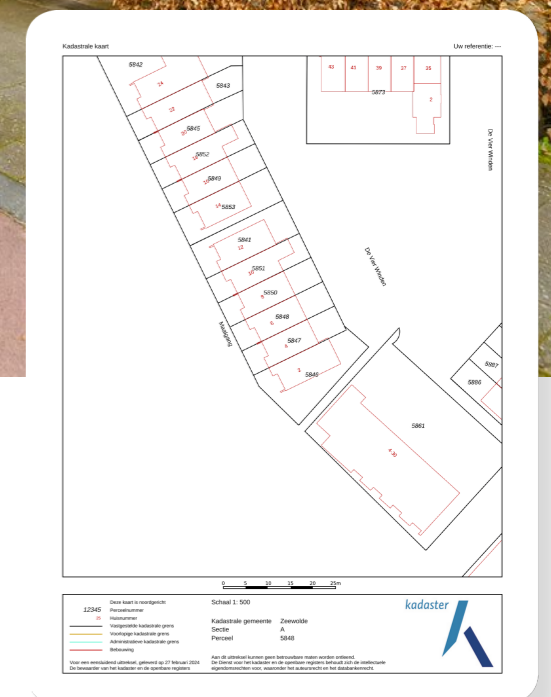 Kadastrale kaart
Uw referentie: ---
5842
24
5843
22
20
5845
18
5852
16
5849
14
5853
43 41 39 37 35
5873
2
De Vier Winden
De Vier Winden
Maalgang
5841
12
5851
10
5850
8
5848
6
5847
4
5846
2
5861
4-30
5887
5886
0 5 10 15 20 25m
12345
25
Deze kaart is noordgericht
Perceelnummer
Huisnummer
Vastgestelde kadastrale grens
Voorlopige kadastrale grens
Administratieve kadastrale grens
Bebouwing
Voor een eensluidend uittreksel, geleverd op 27 februari 2024
De bewaarder van het kadaster en de openbare registers
Schaal 1: 500
Kadastrale gemeente Zeewolde
Sectie A
Perceel 5848
Aan dit uittreksel kunnen geen betrouwbare maten worden ontleend.
De Dienst voor het kadaster en de openbare registers behoudt zich de intellectuele
eigendomsrechten voor, waaronder het auteursrecht en het databankenrecht.
kadaster